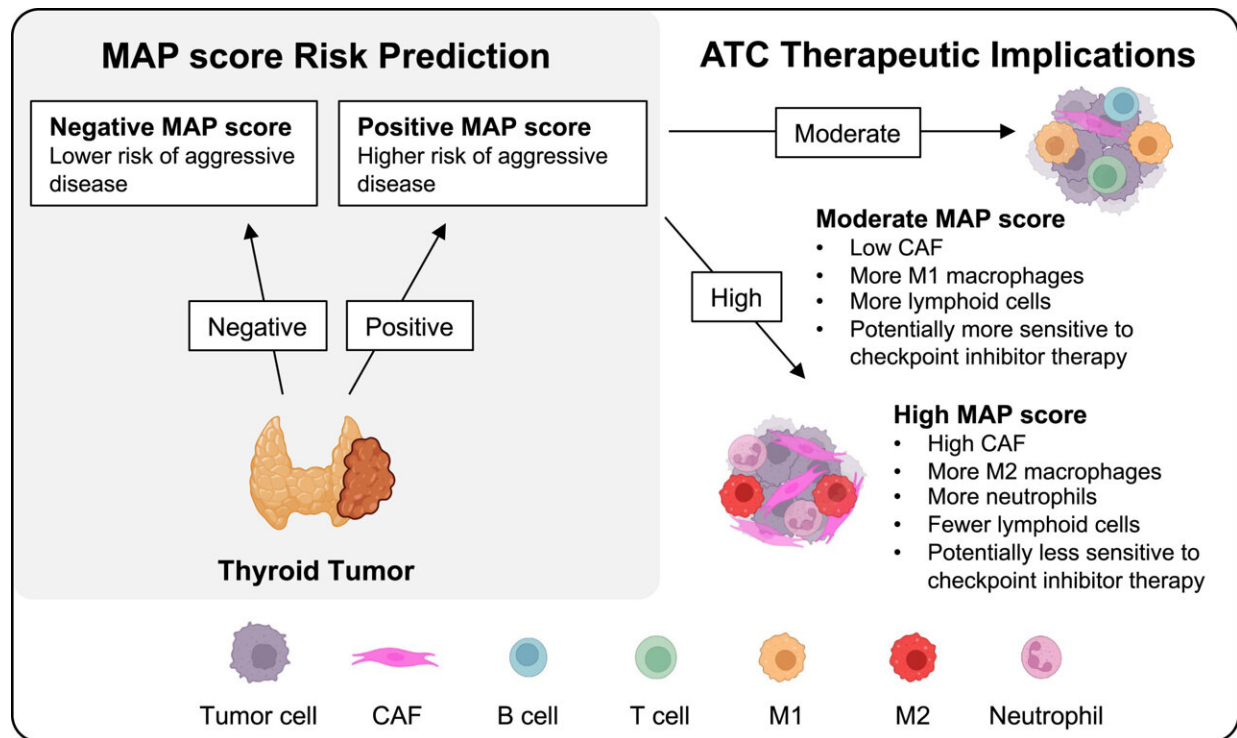 MAP score Risk Prediction
Negative MAP score
Lower risk of aggressive
disease
Positive MAP score
Higher risk of aggressive
disease
Negative
Positive
Thyroid Tumor
ATC Therapeutic Implications
Moderate
Moderate MAP score
• Low CAF
• More M1 macrophages
• More lymphoid cells
• Potentially more sensitive to
checkpoint inhibitor therapy
High
High MAP score
• High CAF
• More M2 macrophages
• More neutrophils
• Fewer lymphoid cells
• Potentially less sensitive to
checkpoint inhibitor therapy
Tumor cell
CAF
B cell
T cell
M1
M2
Neutrophil